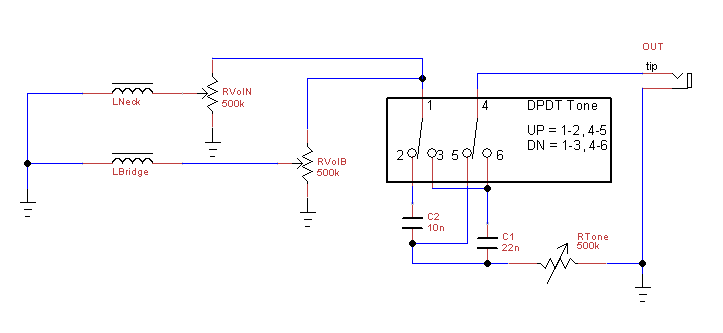 OUT
tip
LNeck
RVolN
500k
1
4
DPDT Tone
UP = 1-2, 4-5
DN = 1-3, 4-6
2
3
5
6
LBridge
RVolB
500k
C2
10n
C1
22n
RTone
500k